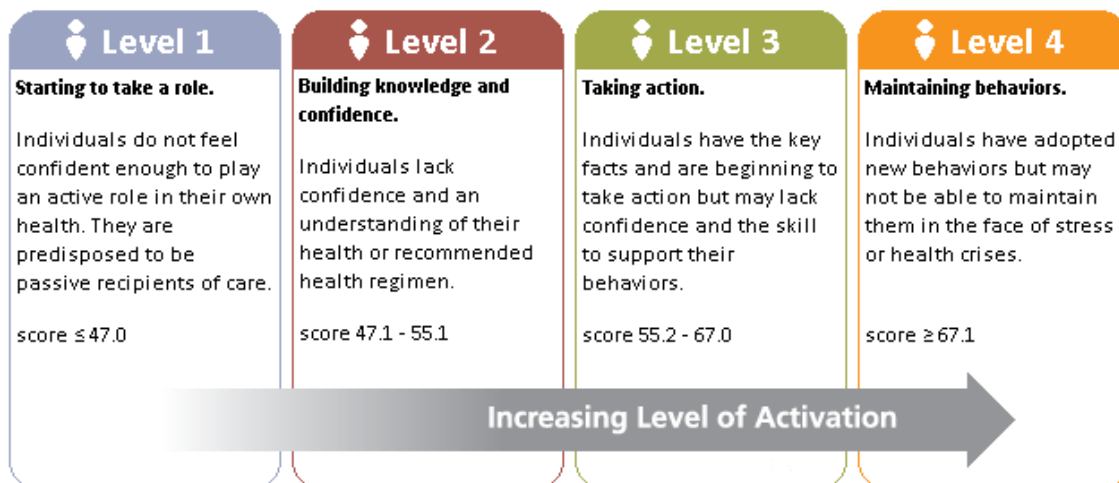 Level 1
Starting to take a role.
Individuals do not feel
confident enough to play
an active role in their own
health. They are
predisposed to be
passive recipients of care.
score ≤47.0
Level 2
Building knowledge and
confidence.
Individuals lack
confidence and an
understanding of their
health or recommended
health regimen.
score 47.1 - 55.1
Level 3
Taking action.
Individuals have the key
facts and are beginning to
take action but may lack
confidence and the skill
to support their
behaviors.
score 55.2 - 67.0
Level 4
Maintaining behaviors.
Individuals have adopted
new behaviors but may
not be able to maintain
them in the face of stress
or health crises.
score ≥67.1
Increasing Level of Activation